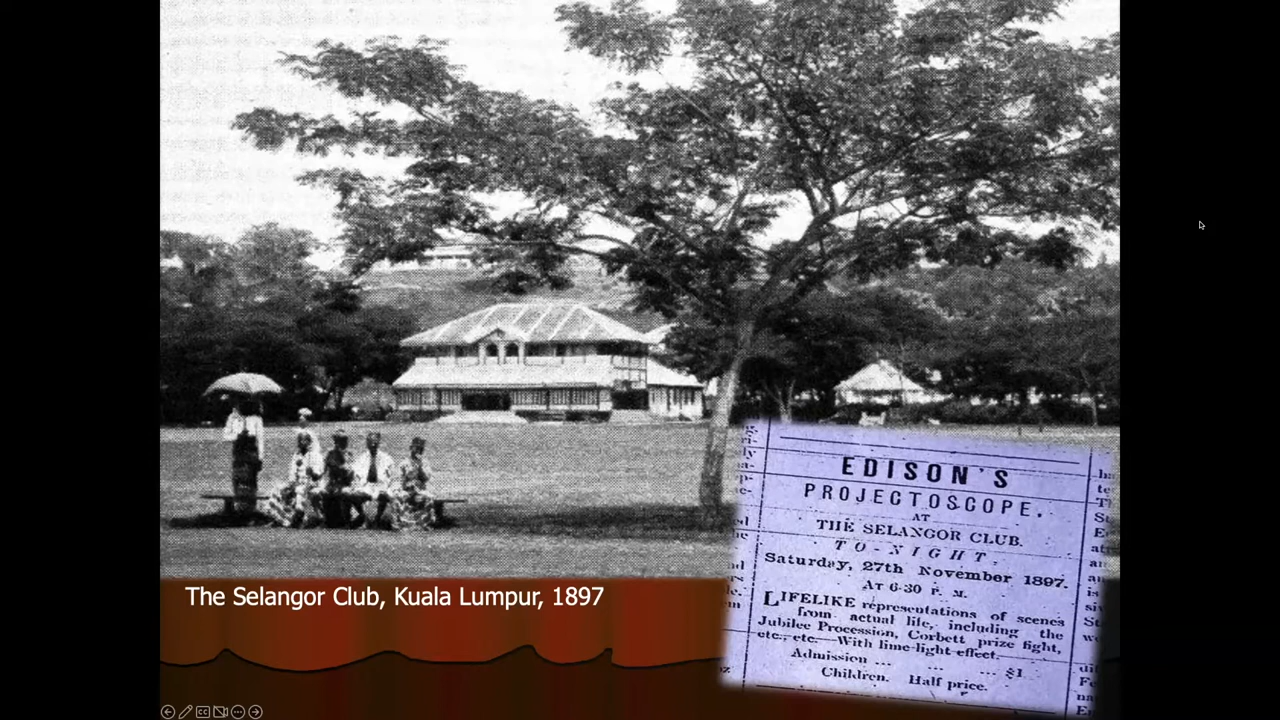 The Selangor Club, Kuala Lumpur, 1897
EDISON'S
PROJECTOSCOPE.
AT
THE SELANGOR CLUB.
TO-NIGHT,
Saturday, 27th November 1897.
AT 6-30 P. M.
LIFELIKE representations of scenes
from actual life, including the
Jubilee Procession, Corbett prize fight,
etc., etc.—With lime-light effect.
Admission ... ... ... $1
Children. Half price.